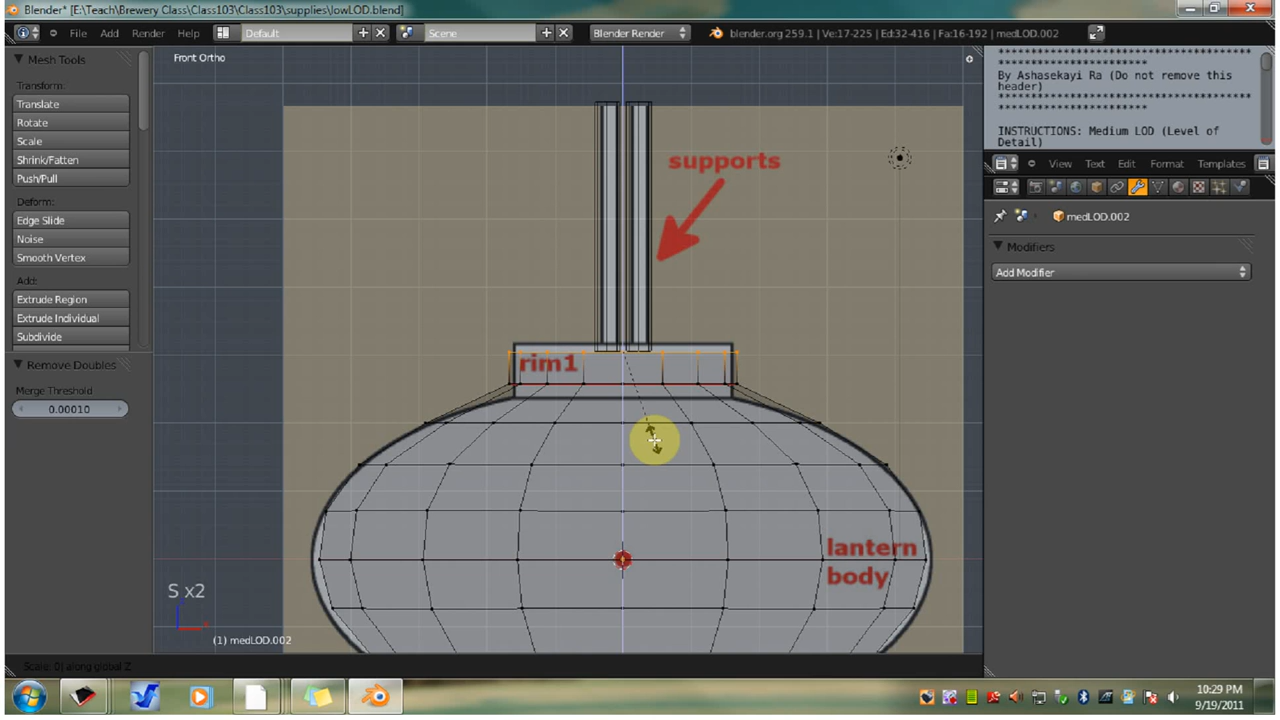 Blender* [E:\Teach\Brewery Class\Class103\Class103\supplies\lowLOD.blend]
File Add Render Help Default Scene Blender Render blender.org 259.1 | Ve:17-225 | Ed:32-416 | Fa:16-192 | medLOD.002
Mesh Tools
Transform:
Translate
Rotate
Scale
Shrink/Fatten
Push/Pull
Deform:
Edge Slide
Noise
Smooth Vertex
Add:
Extrude Region
Extrude Individual
Subdivide
Remove Doubles
Merge Threshold
0.00010
Front Ortho
supports
rim1
lantern
body
S x2
(1) medLOD.002
Scale: 0| along global Z
****************************************
***********************
By Ashasekayi Ra (Do not remove this
header)
****************************************
***********************
INSTRUCTIONS: Medium LOD (Level of
Detail)
View Text Edit Format Templates
medLOD.002
Modifiers
Add Modifier
10:29 PM
9/19/2011